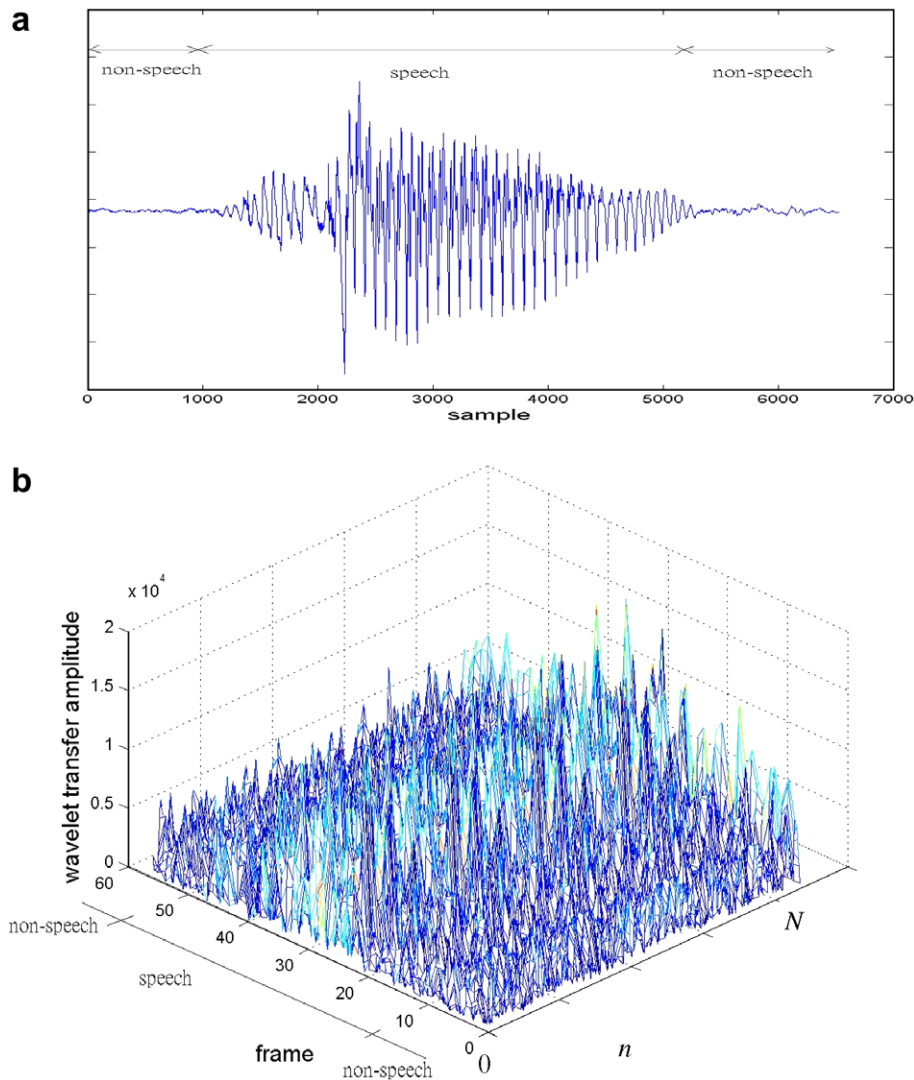 a
non-speech speech non-speech
0 1000 2000 3000 4000 5000 6000 7000
sample
b
x 10^4
wavelet transfer amplitude
2
1.5
1
0.5
0
60
50
40
30
20
10
0
non-speech
speech
non-speech
frame
0
n
N